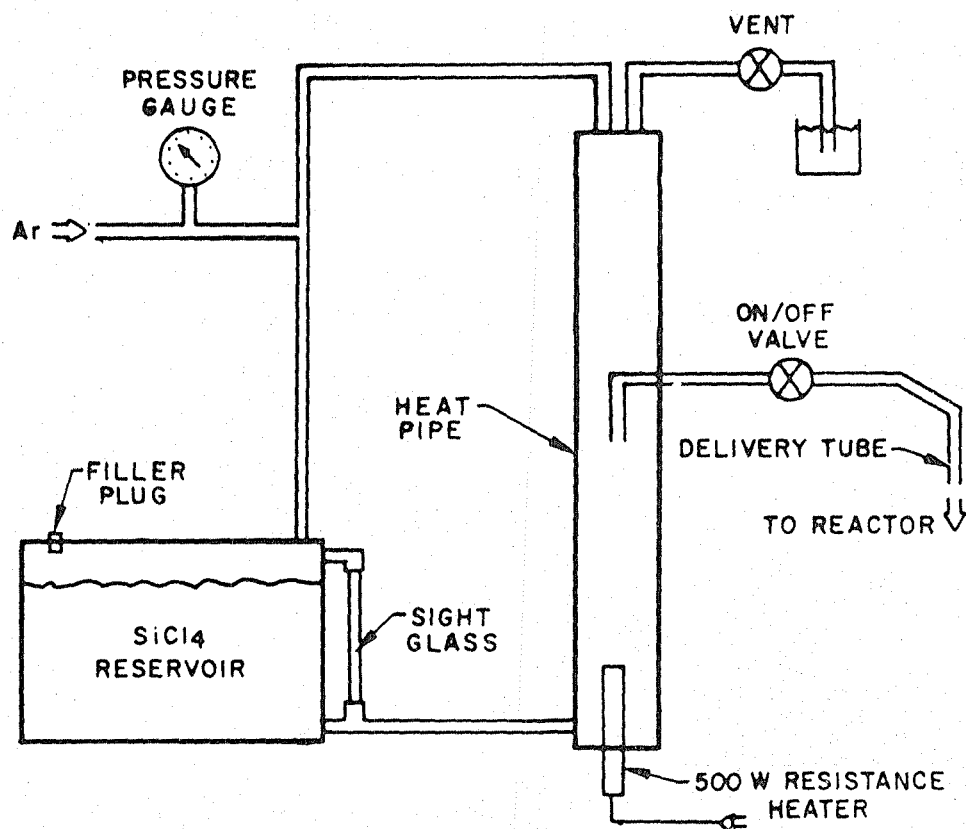 VENT
PRESSURE
GAUGE
Ar
ON/OFF
VALVE
HEAT
PIPE
DELIVERY TUBE
FILLER
PLUG
TO REACTOR
SiCl4
RESERVOIR
SIGHT
GLASS
500 W RESISTANCE
HEATER